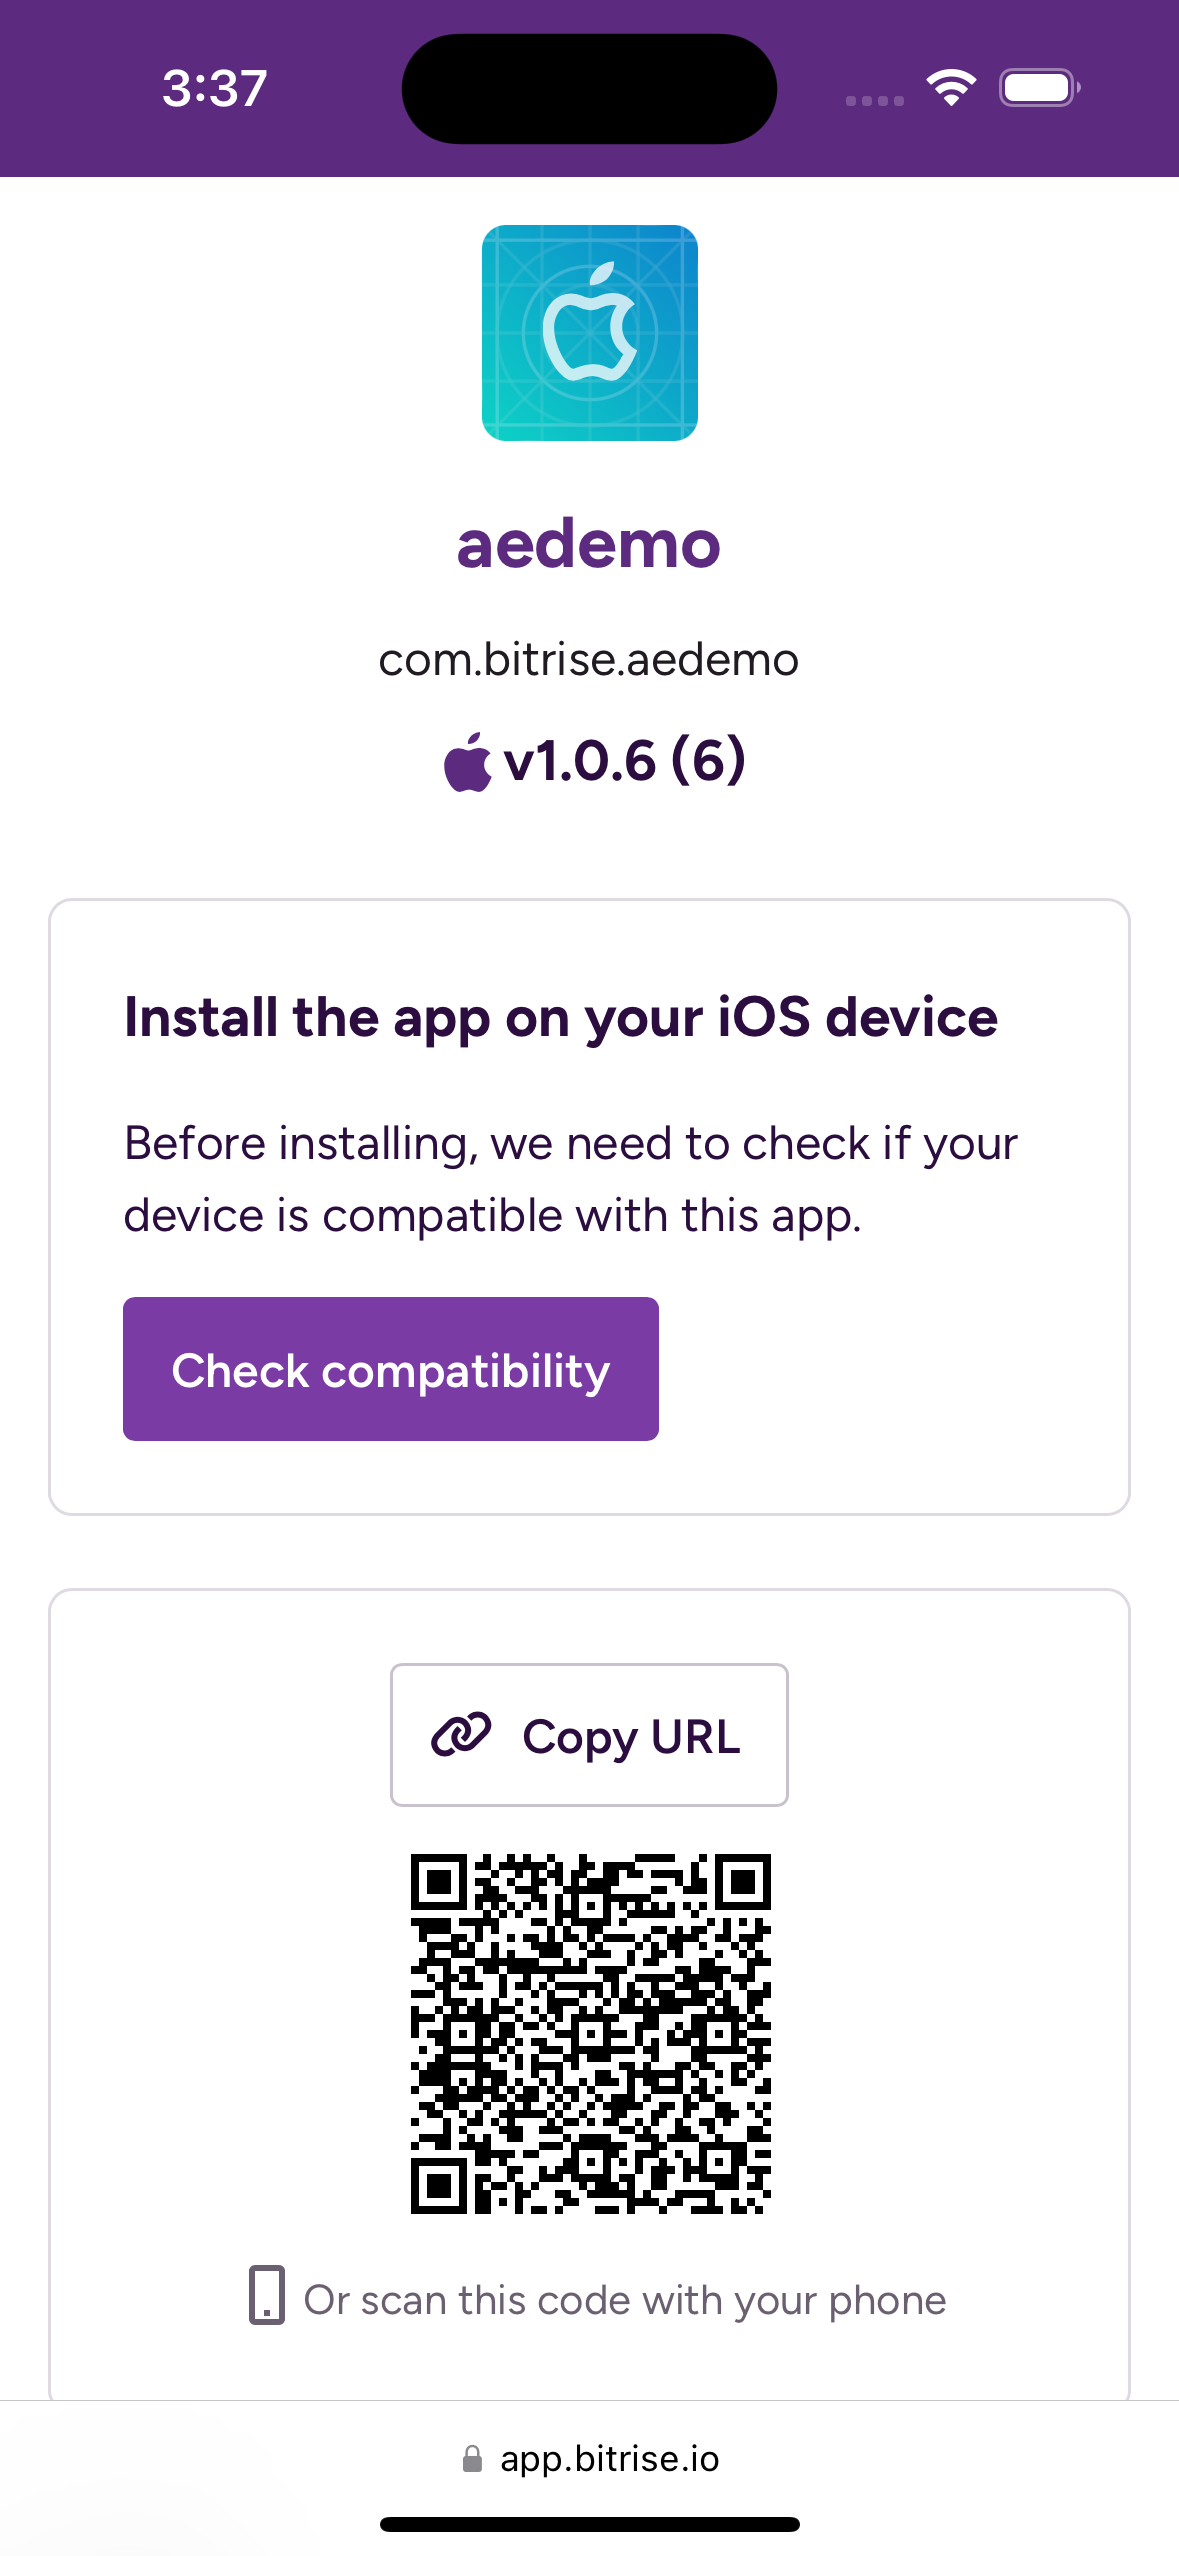 3:37
aedemo
com.bitrise.aedemo
v1.0.6 (6)
Install the app on your iOS device
Before installing, we need to check if your
device is compatible with this app.
Check compatibility
Copy URL
Or scan this code with your phone
app.bitrise.io